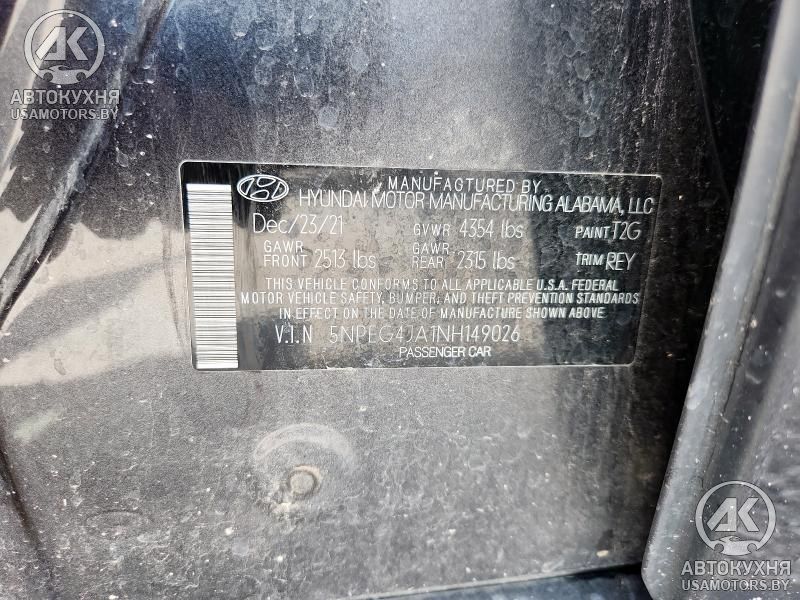 АК
АВТОКУХНЯ
USAMOTORS.BY
MANUFACTURED BY
HYUNDAI MOTOR MANUFACTURING ALABAMA, LLC
Dec/23/21 GVWR 4354 lbs PAINT T2G
GAWR FRONT 2513 lbs GAWR REAR 2315 lbs TRIM REY
THIS VEHICLE CONFORMS TO ALL APPLICABLE U.S.A. FEDERAL
MOTOR VEHICLE SAFETY, BUMPER, AND THEFT PREVENTION STANDARDS
IN EFFECT ON THE DATE OF MANUFACTURE SHOWN ABOVE.
V.I.N 5NPEG4JA1NH149026
PASSENGER CAR
АК
АВТОКУХНЯ
USAMOTORS.BY